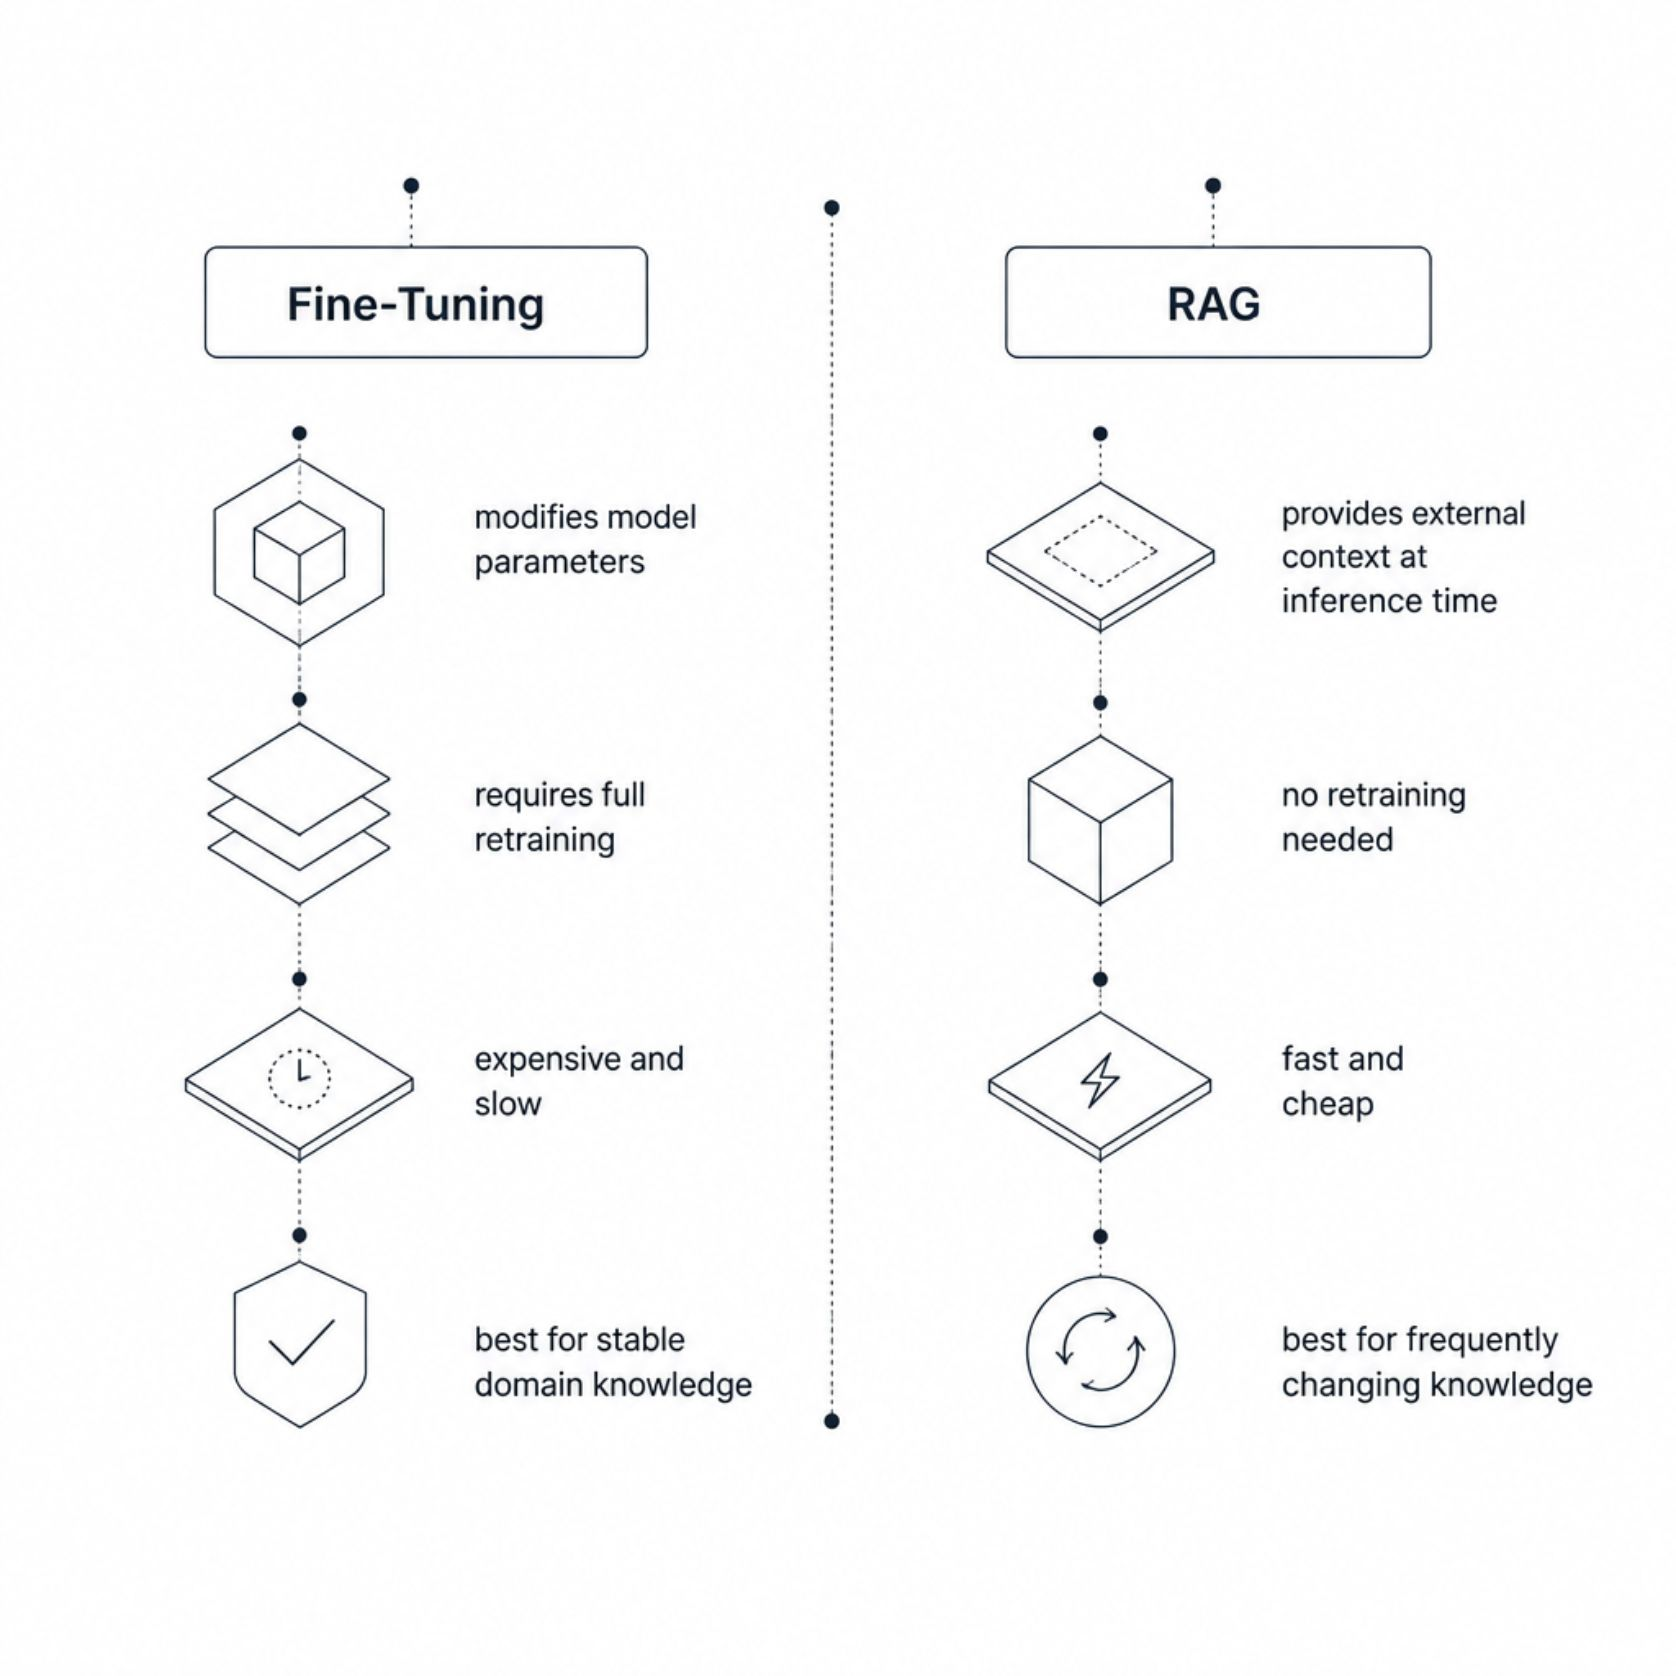 Fine-Tuning
modifies model
parameters
requires full
retraining
expensive and
slow
best for stable
domain knowledge
RAG
provides external
context at
inference time
no retraining
needed
fast and
cheap
best for frequently
changing knowledge